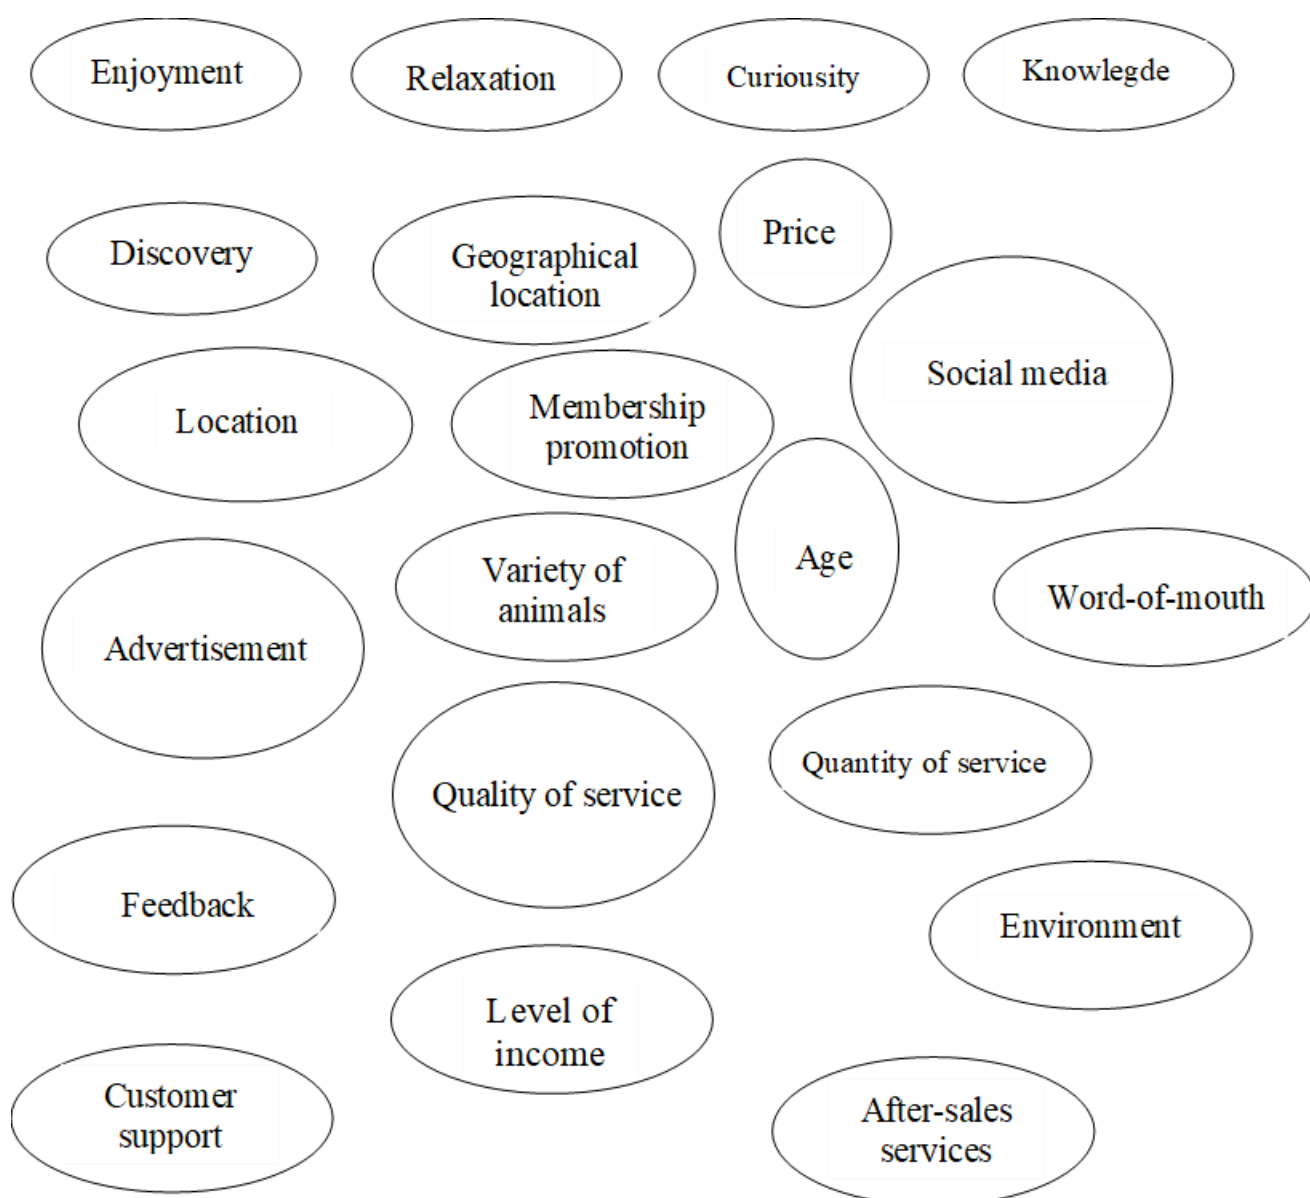 Enjoyment
Relaxation
Curiousity
Knowlegde
Discovery
Geographical
location
Price
Social media
Location
Membership
promotion
Age
Variety of
animals
Word-of-mouth
Advertisement
Quality of service
Quantity of service
Feedback
Environment
Level of
income
Customer
support
After-sales
services